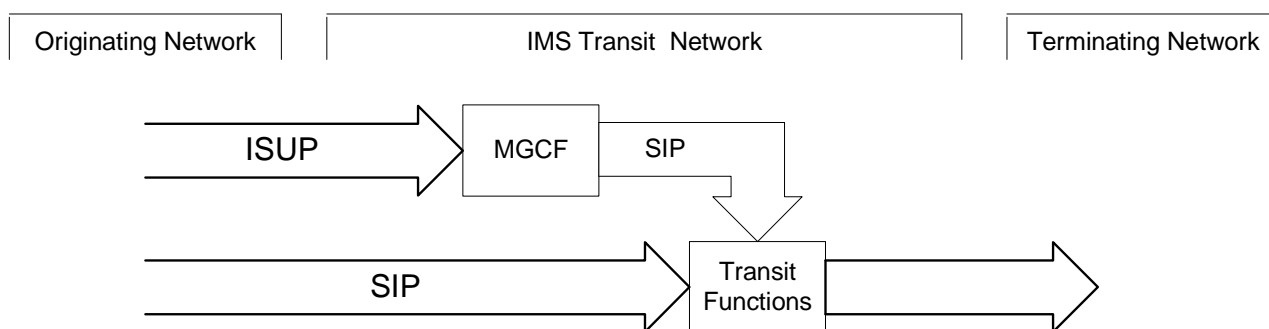 Originating Network
IMS Transit Network
Terminating Network
ISUP
MGCF
SIP
SIP
Transit
Functions